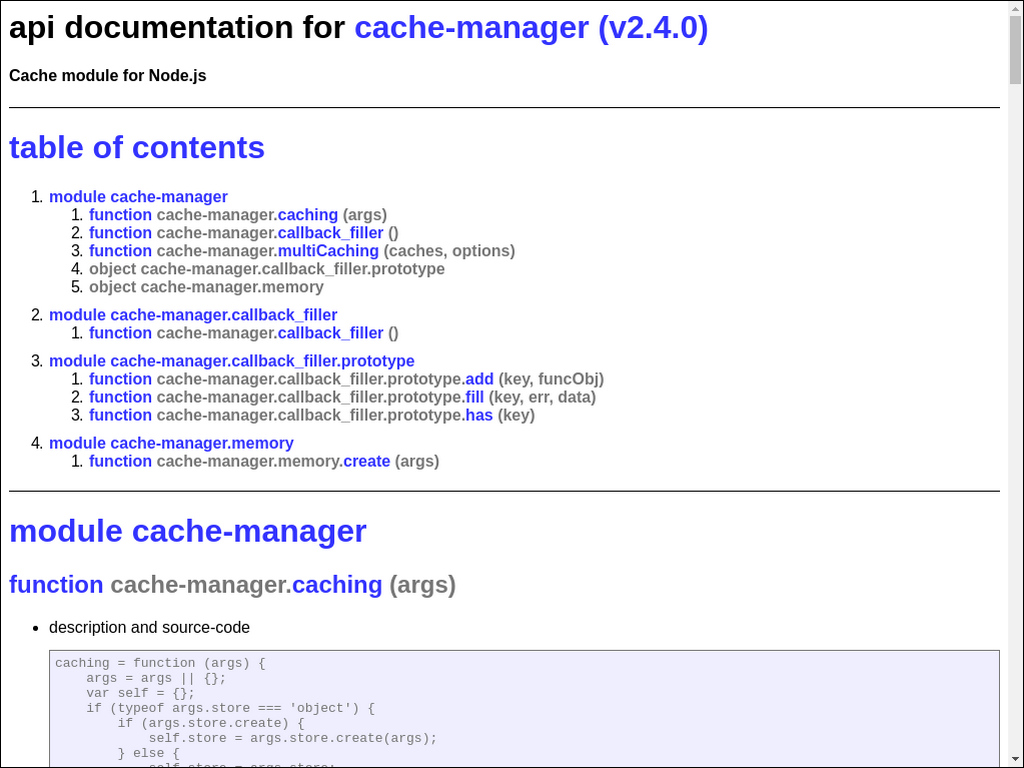 api documentation for cache-manager (v2.4.0)
Cache module for Node.js
table of contents
1. module cache-manager
1. function cache-manager.caching (args)
2. function cache-manager.callback_filler ()
3. function cache-manager.multiCaching (caches, options)
4. object cache-manager.callback_filler.prototype
5. object cache-manager.memory
2. module cache-manager.callback_filler
1. function cache-manager.callback_filler ()
3. module cache-manager.callback_filler.prototype
1. function cache-manager.callback_filler.prototype.add (key, funcObj)
2. function cache-manager.callback_filler.prototype.fill (key, err, data)
3. function cache-manager.callback_filler.prototype.has (key)
4. module cache-manager.memory
1. function cache-manager.memory.create (args)
module cache-manager
function cache-manager.caching (args)
• description and source-code
caching = function (args) {
    args = args || {};
    var self = {};
    if (typeof args.store === 'object') {
        if (args.store.create) {
            self.store = args.store.create(args);
        } else {
            self.store = args.store;